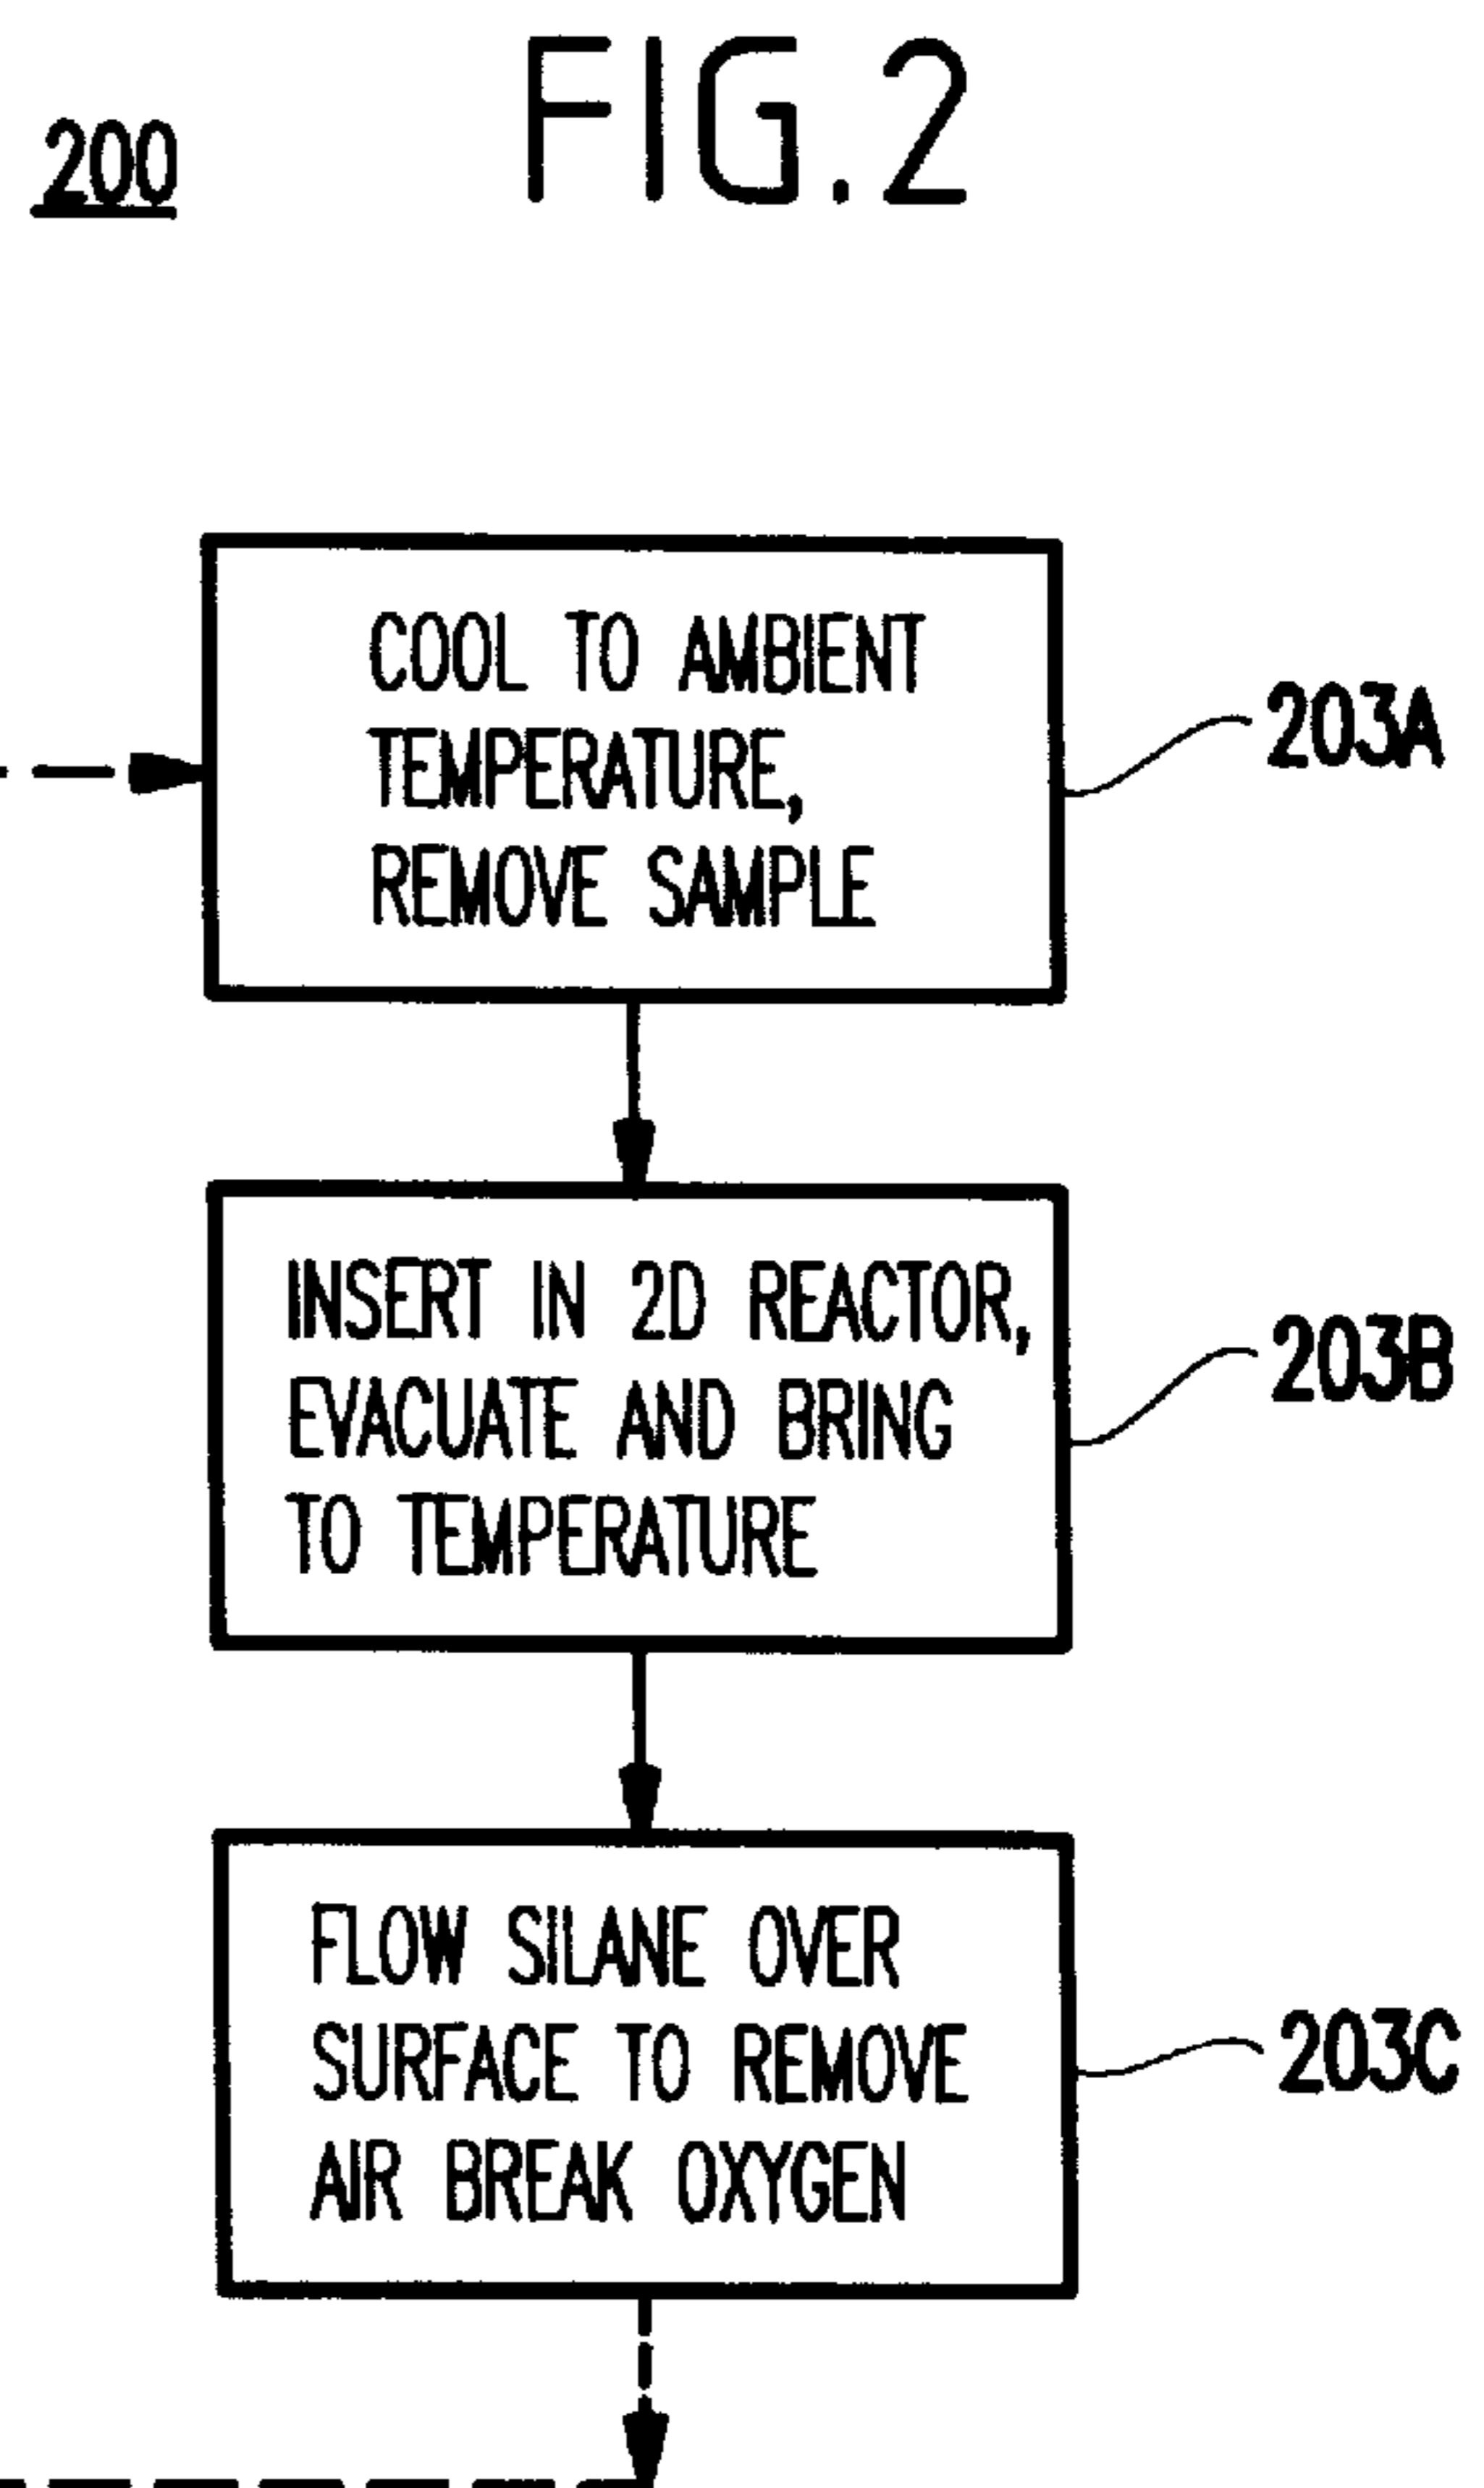 FIG.2
200
COOL TO AMBIENT
TEMPERATURE,
REMOVE SAMPLE
203A
INSERT IN 2D REACTOR,
EVACUATE AND BRING
TO TEMPERATURE
203B
FLOW SILANE OVER
SURFACE TO REMOVE
AIR BREAK OXYGEN
203C